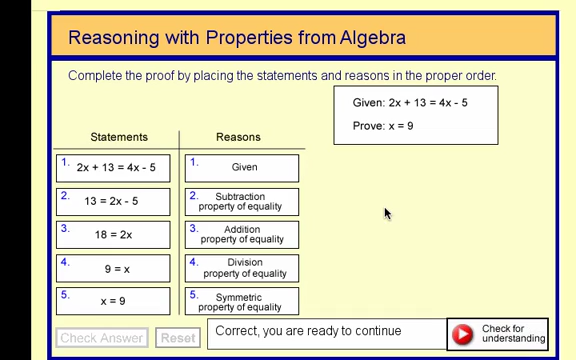 Reasoning with Properties from Algebra
Complete the proof by placing the statements and reasons in the proper order.
Given: 2x + 13 = 4x - 5
Prove: x = 9
Statements
Reasons
1. 2x + 13 = 4x - 5
1. Given
2. 13 = 2x - 5
2. Subtraction
property of equality
3. 18 = 2x
3. Addition
property of equality
4. 9 = x
4. Division
property of equality
5. x = 9
5. Symmetric
property of equality
Check Answer
Reset
Correct, you are ready to continue
Check for
understanding